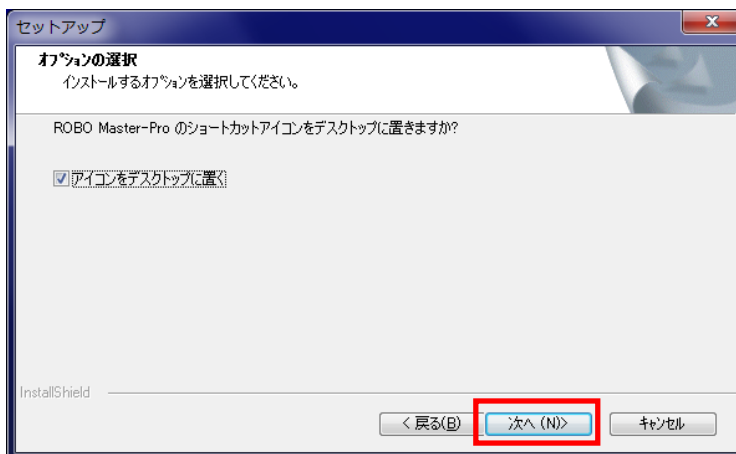 セットアップ
オプションの選択
インストールするオプションを選択してください。
ROBO Master-Pro のショートカットアイコンをデスクトップに置きますか?
アイコンをデスクトップに置く
InstallShield
< 戻る(B)
次へ (N)>
キャンセル